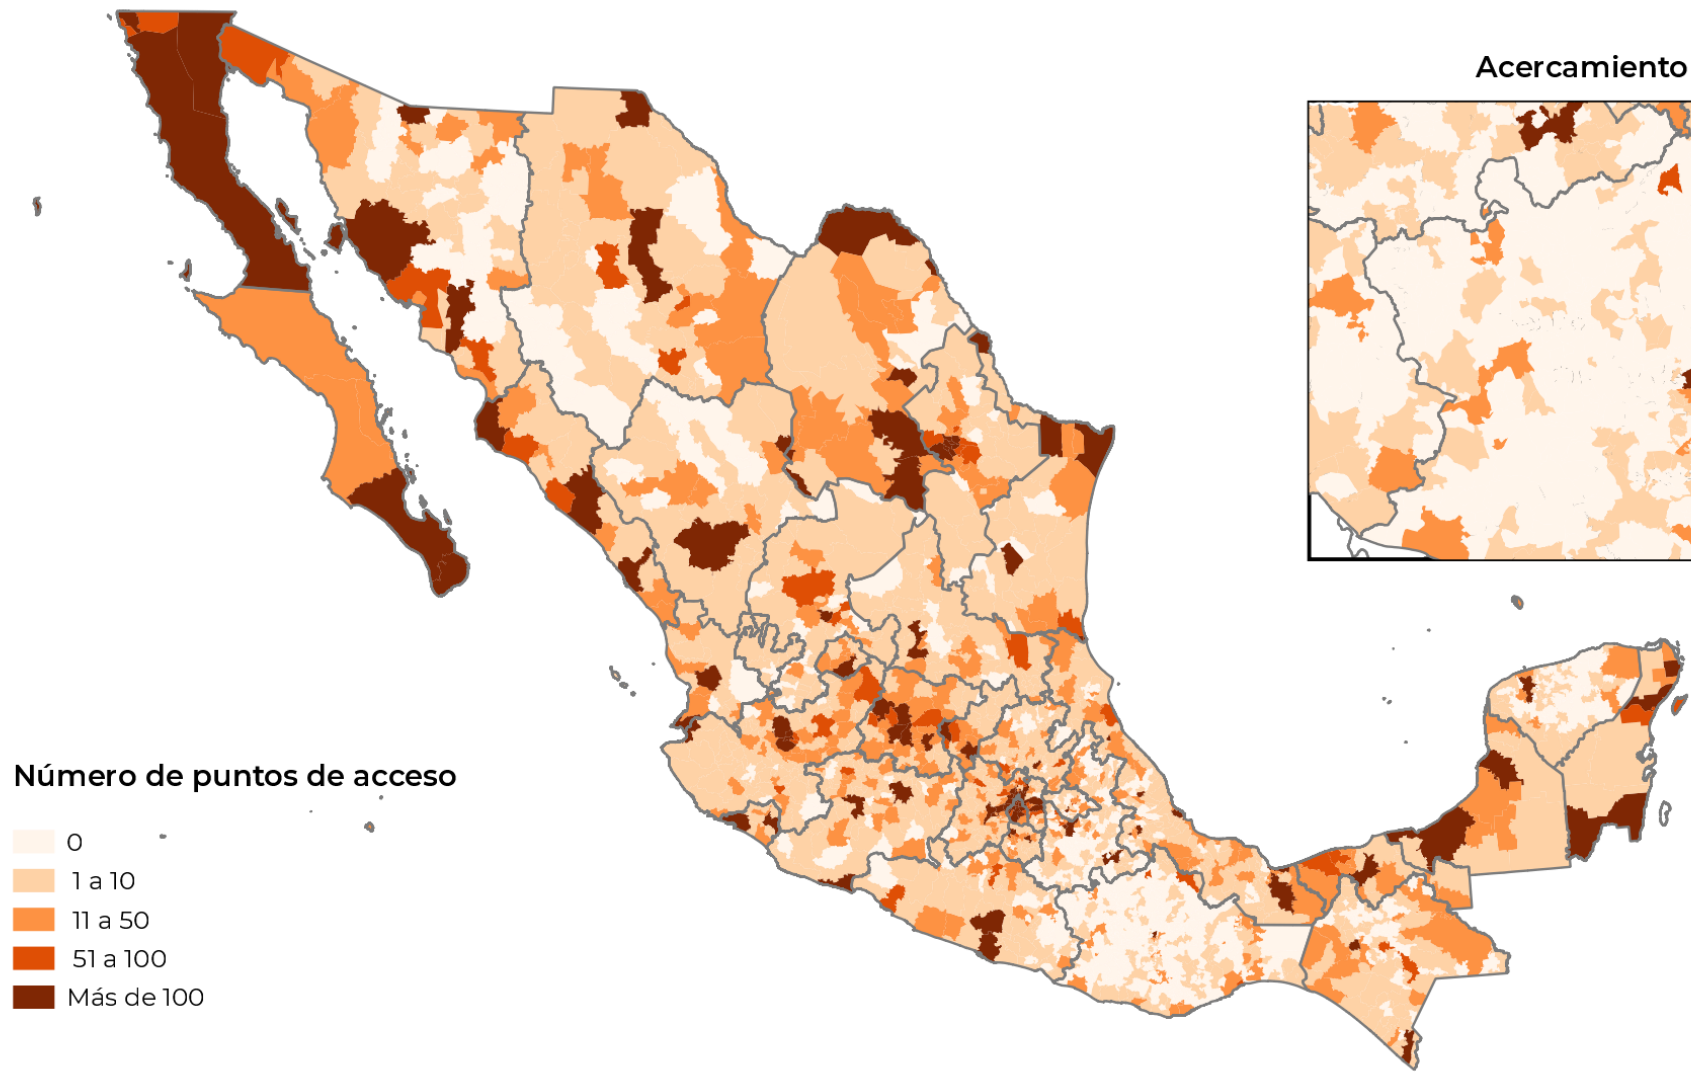 Acercamiento
Número de puntos de acceso
0
1 a 10
11 a 50
51 a 100
Más de 100